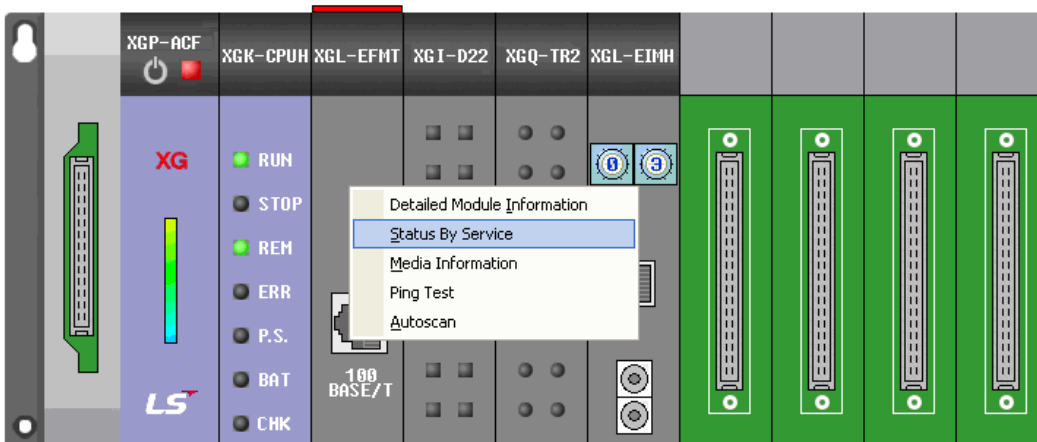 XGP-ACF
XGK-CPUH
XGL-EFMT
XGI-D22
XGQ-TR2
XGL-EIMH
XG
RUN
STOP
REM
ERR
P.S.
BAT
CHK
LS
0
3
Detailed Module Information
Status By Service
Media Information
Ping Test
Autoscan
100
BASE/T